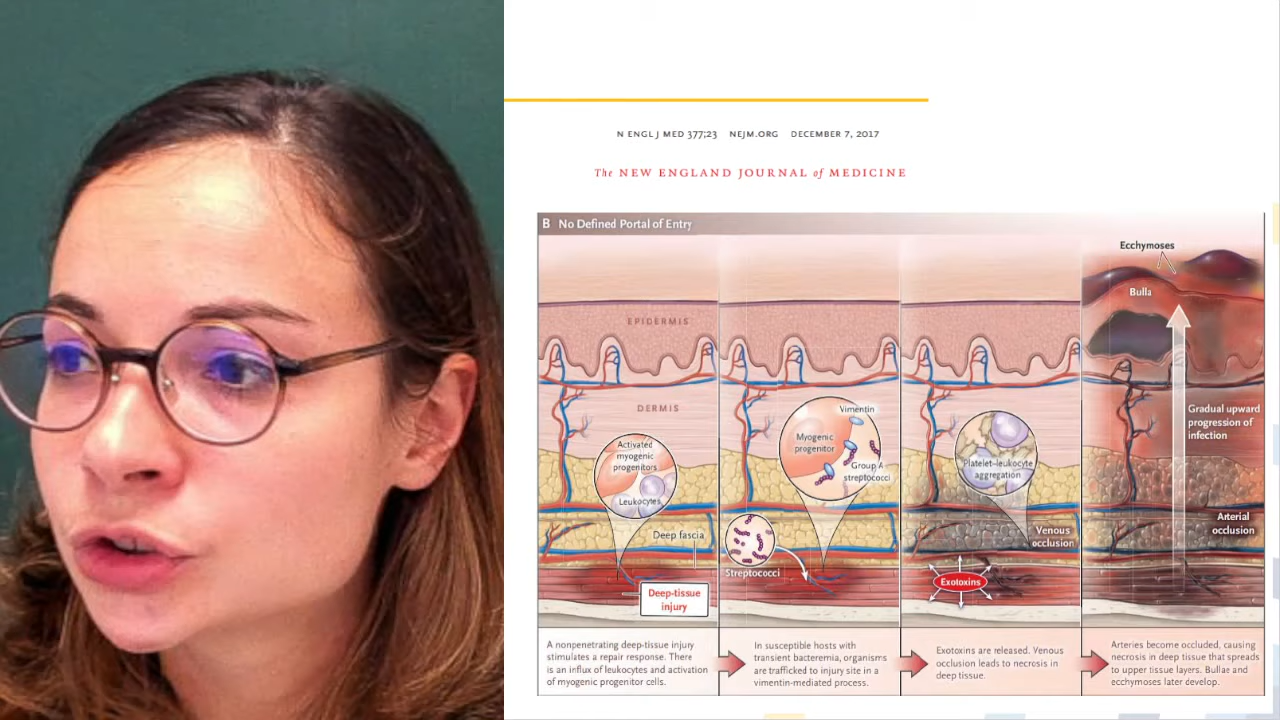 N ENGL J MED 377;23 NEJM.ORG DECEMBER 7, 2017
The NEW ENGLAND JOURNAL of MEDICINE
B No Defined Portal of Entry
EPIDERMIS
DERMIS
Activated
myogenic
progenitors
Leukocytes
Deep fascia
Deep-tissue
injury
Vimentin
Myogenic
progenitor
Group A
streptococci
Streptococci
Platelet-leukocyte
aggregation
Venous
occlusion
Exotoxins
Ecchymoses
Bulla
Gradual upward
progression of
infection
Arterial
occlusion
A nonpenetrating deep-tissue injury
stimulates a repair response. There
is an influx of leukocytes and activation
of myogenic progenitor cells.
In susceptible hosts with
transient bacteremia, organisms
are trafficked to injury site in a
vimentin-mediated process.
Exotoxins are released. Venous
occlusion leads to necrosis in
deep tissue.
Arteries become occluded, causing
necrosis in deep tissue that spreads
to upper tissue layers. Bullae and
ecchymoses later develop.